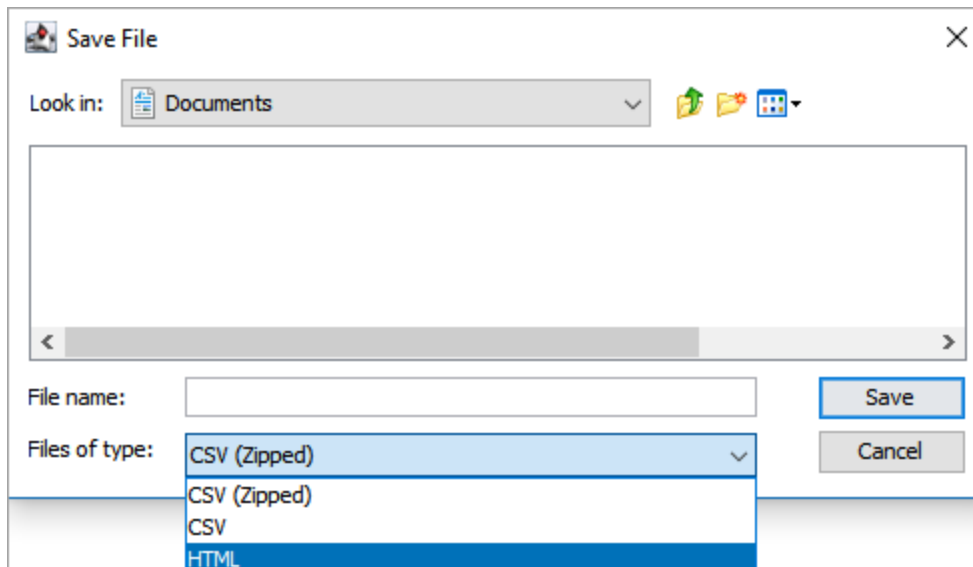 Save File
Look in: Documents
File name: Save
Files of type: CSV (Zipped) Cancel
CSV (Zipped)
CSV
HTML